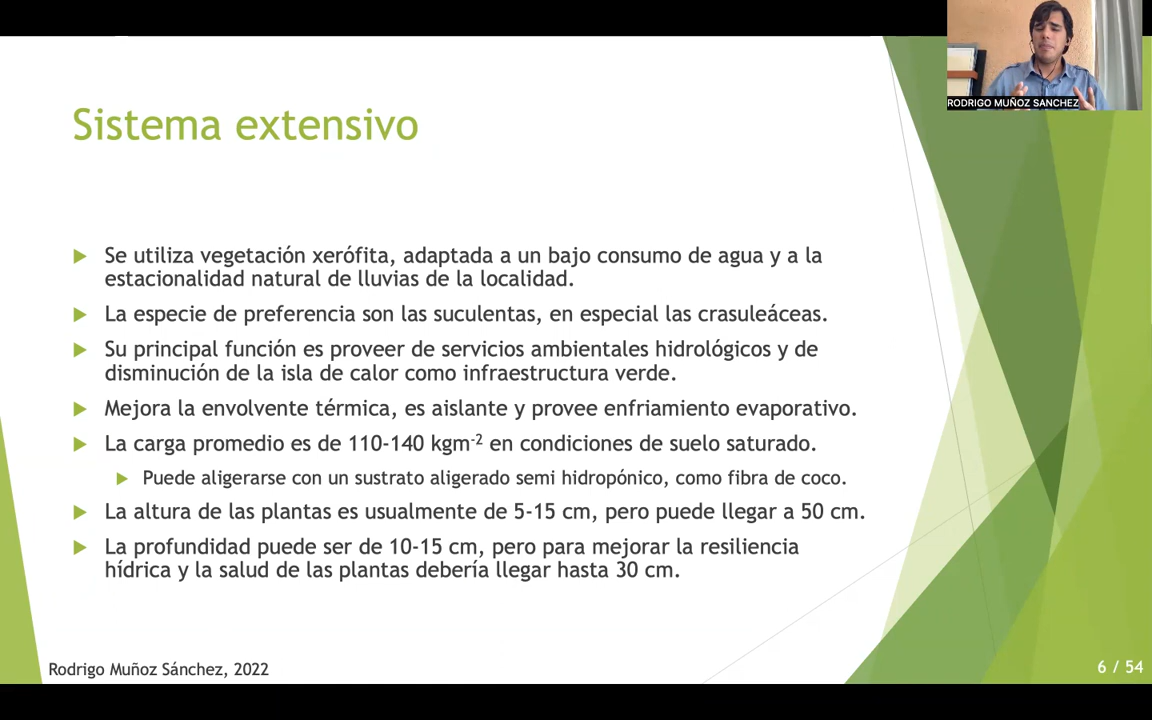 RODRIGO MUÑOZ SANCHEZ
Sistema extensivo
Se utiliza vegetación xerófita, adaptada a un bajo consumo de agua y a la
estacionalidad natural de lluvias de la localidad.
La especie de preferencia son las suculentas, en especial las crasuleáceas.
Su principal función es proveer de servicios ambientales hidrológicos y de
disminución de la isla de calor como infraestructura verde.
Mejora la envolvente térmica, es aislante y provee enfriamiento evaporativo.
La carga promedio es de 110-140 kgm⁻² en condiciones de suelo saturado.
Puede aligerarse con un sustrato aligerado semi hidropónico, como fibra de coco.
La altura de las plantas es usualmente de 5-15 cm, pero puede llegar a 50 cm.
La profundidad puede ser de 10-15 cm, pero para mejorar la resiliencia
hídrica y la salud de las plantas debería llegar hasta 30 cm.
Rodrigo Muñoz Sánchez, 2022
6 / 54